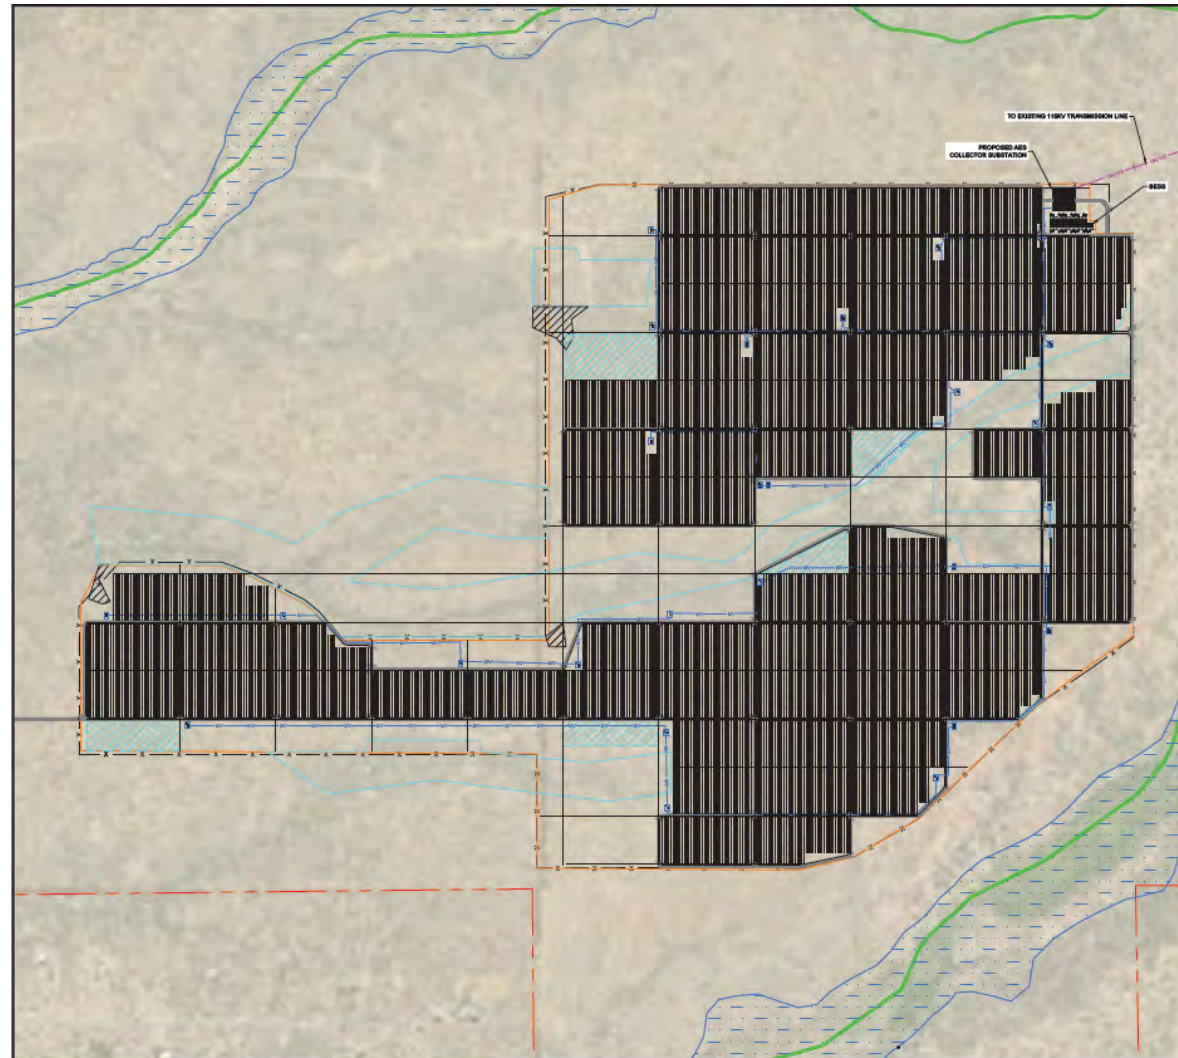 TO EXISTING 115KV TRANSMISSION LINE
PROPOSED AES
COLLECTOR SUBSTATION
BESS